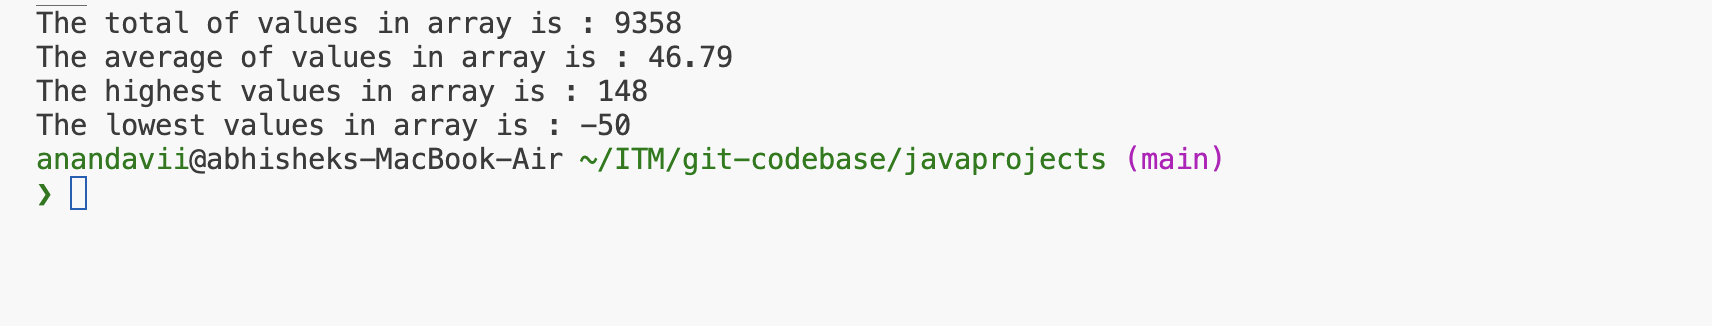 The total of values in array is : 9358
The average of values in array is : 46.79
The highest values in array is : 148
The lowest values in array is : -50
anandavii@abhisheks-MacBook-Air ~/ITM/git-codebase/javaprojects (main)
❯